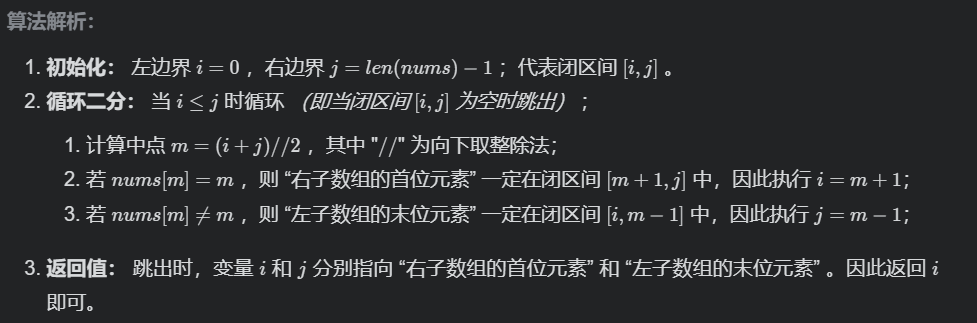 算法解析：
1. 初始化： 左边界 i = 0 ，右边界 j = len(nums) − 1 ；代表闭区间 [i, j] 。
2. 循环二分： 当 i ≤ j 时循环 （即当闭区间 [i, j] 为空时跳出） ；
1. 计算中点 m = (i + j)//2 ，其中 "//" 为向下取整除法；
2. 若 nums[m] = m ，则 “右子数组的首位元素” 一定在闭区间 [m + 1, j] 中，因此执行 i = m + 1；
3. 若 nums[m] ≠ m ，则 “左子数组的末位元素” 一定在闭区间 [i, m − 1] 中，因此执行 j = m − 1；
3. 返回值： 跳出时，变量 i 和 j 分别指向 “右子数组的首位元素” 和 “左子数组的末位元素” 。因此返回 i
即可。